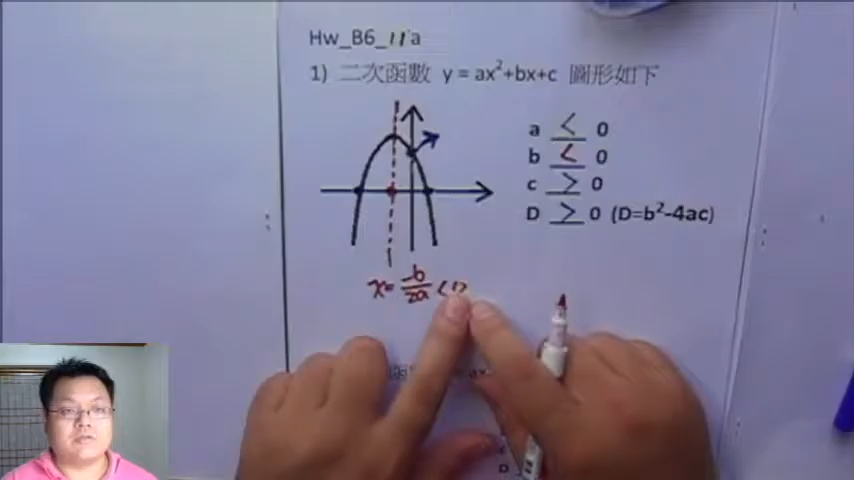 Hw_B6_11a
1) 二次函數 y = ax²+bx+c 圖形如下
a < 0
b < 0
c > 0
D > 0 (D=b²-4ac)
x = -b/2a <